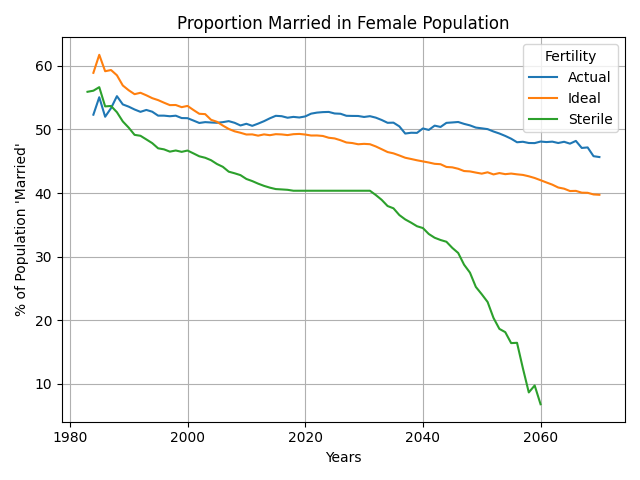 Proportion Married in Female Population
Fertility
Actual
Ideal
Sterile
% of Population 'Married'
60
50
40
30
20
10
1980
2000
2020
2040
2060
Years